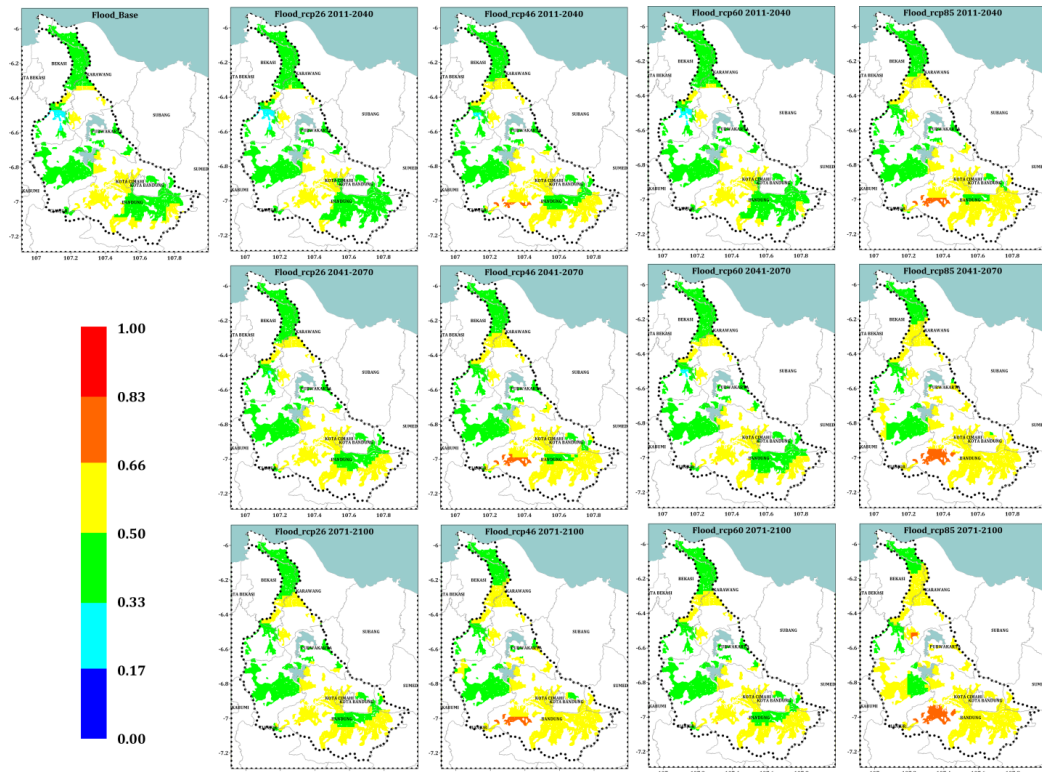 Flood_Base
Flood_rcp26 2011-2040
Flood_rcp46 2011-2040
Flood_rcp60 2011-2040
Flood_rcp85 2011-2040
-6
-6.2
-6.4
-6.6
-6.8
-7
-7.2
BEKASI
TA BEKASI
KARAWANG
SUBANG
PURWAKARTA
SUMED
KOTA CIMAHI
KOTA BANDUNG
BANDUNG
KABUMI
107
107.2
107.4
107.6
107.8
Flood_rcp26 2041-2070
Flood_rcp46 2041-2070
Flood_rcp60 2041-2070
Flood_rcp85 2041-2070
1.00
0.83
0.66
0.50
0.33
0.17
0.00
Flood_rcp26 2071-2100
Flood_rcp46 2071-2100
Flood_rcp60 2071-2100
Flood_rcp85 2071-2100